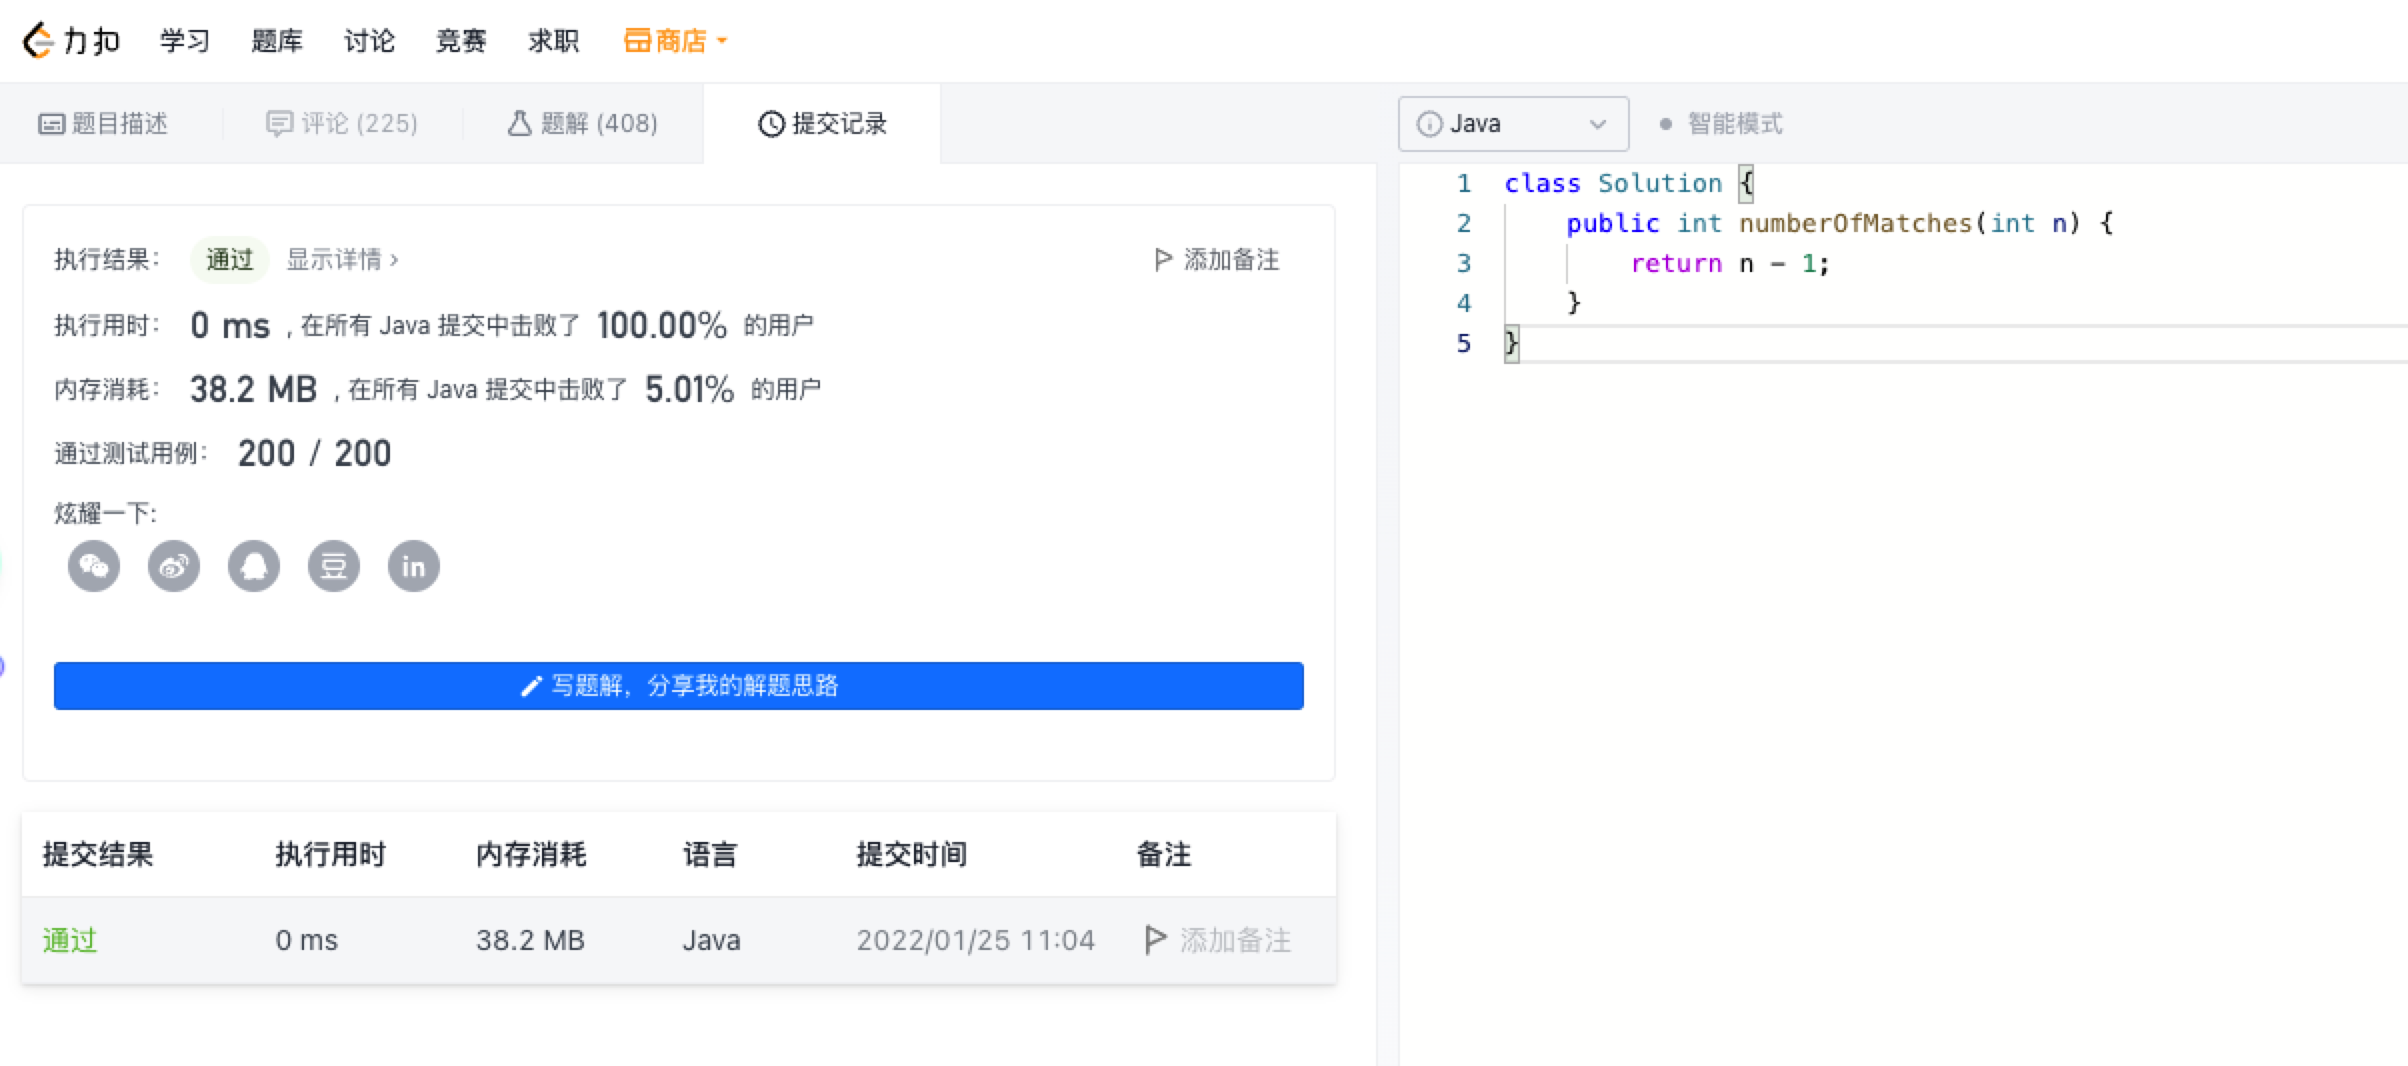 力扣 学习 题库 讨论 竞赛 求职 商店
题目描述 评论 (225) 题解 (408) 提交记录
执行结果： 通过 显示详情 › 添加备注
执行用时： 0 ms , 在所有 Java 提交中击败了 100.00% 的用户
内存消耗： 38.2 MB , 在所有 Java 提交中击败了 5.01% 的用户
通过测试用例： 200 / 200
炫耀一下:
豆 in
写题解，分享我的解题思路
提交结果 执行用时 内存消耗 语言 提交时间 备注
通过 0 ms 38.2 MB Java 2022/01/25 11:04 添加备注
Java 智能模式
1 class Solution {
2 public int numberOfMatches(int n) {
3 return n - 1;
4 }
5 }